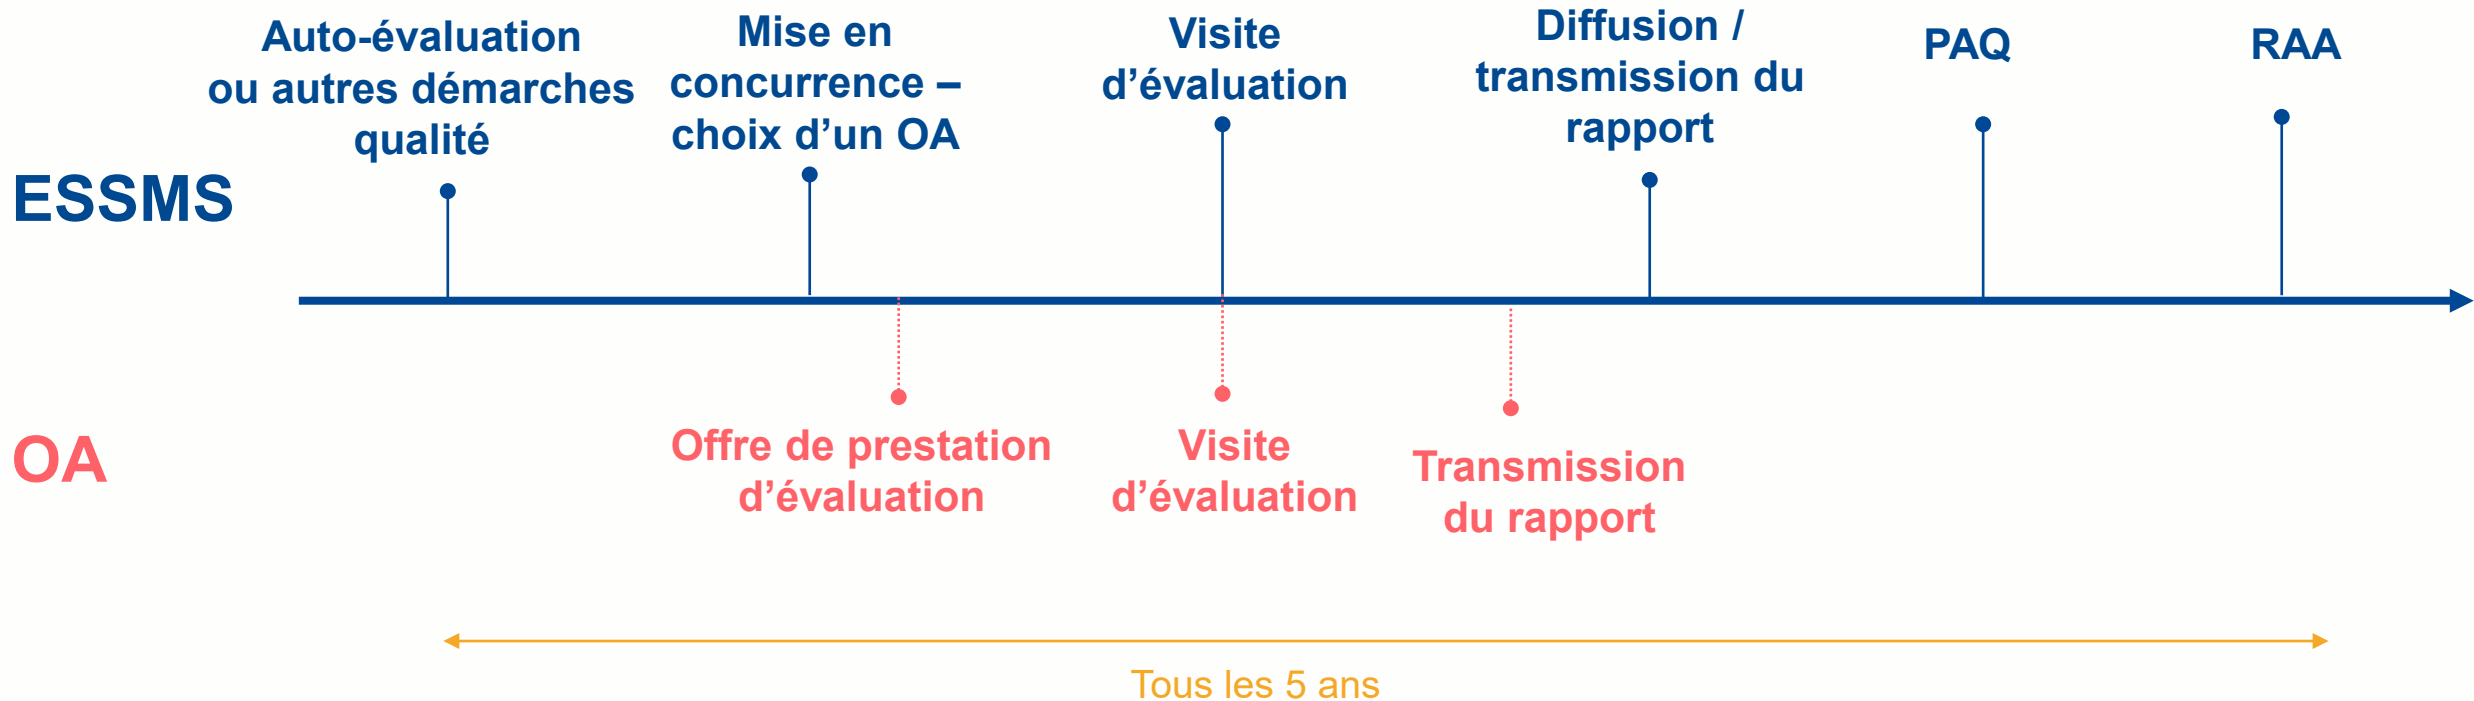 Auto-évaluation
ou autres démarches
qualité
Mise en
concurrence –
choix d’un OA
Visite
d’évaluation
Diffusion /
transmission du
rapport
PAQ
RAA
ESSMS
OA
Offre de prestation
d’évaluation
Visite
d’évaluation
Transmission
du rapport
Tous les 5 ans